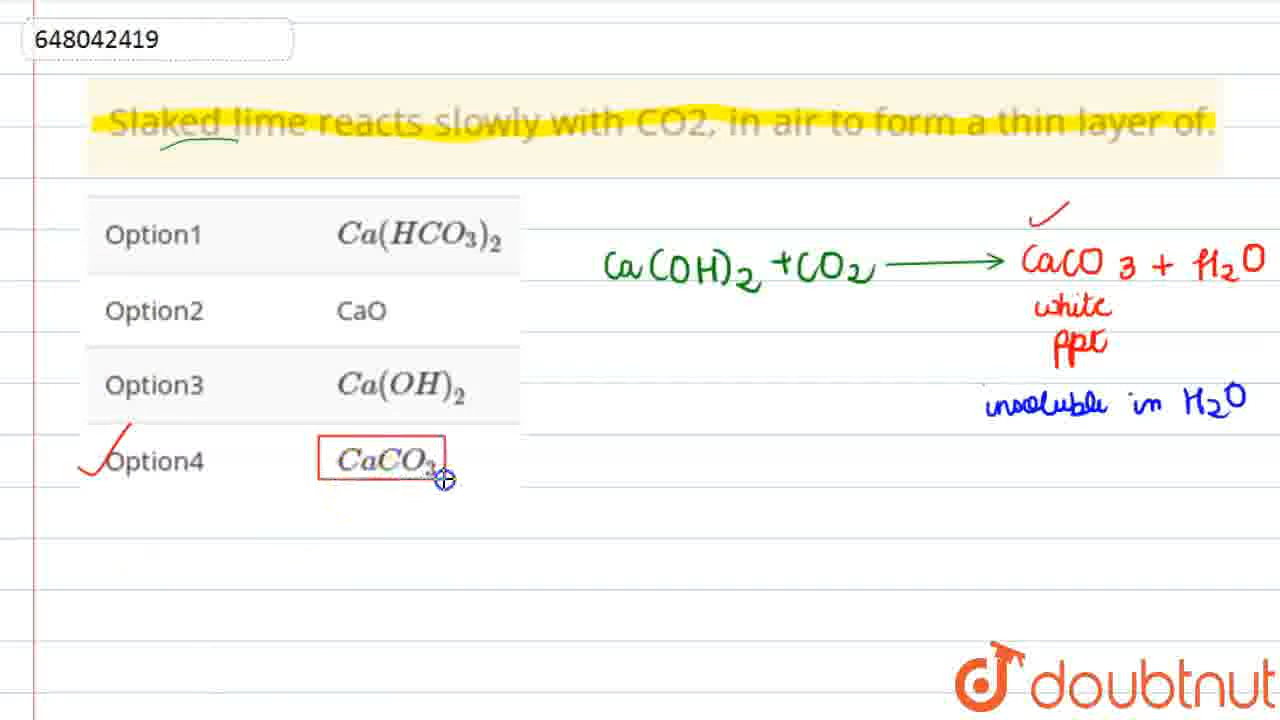 648042419
Slaked lime reacts slowly with CO2, in air to form a thin layer of.
Option1 Ca(HCO₃)₂
Option2 CaO
Option3 Ca(OH)₂
Option4 CaCO₃
Ca(OH)₂ + CO₂ ⟶ CaCO₃ + H₂O
white
ppt
insoluble in H₂O
doubtnut